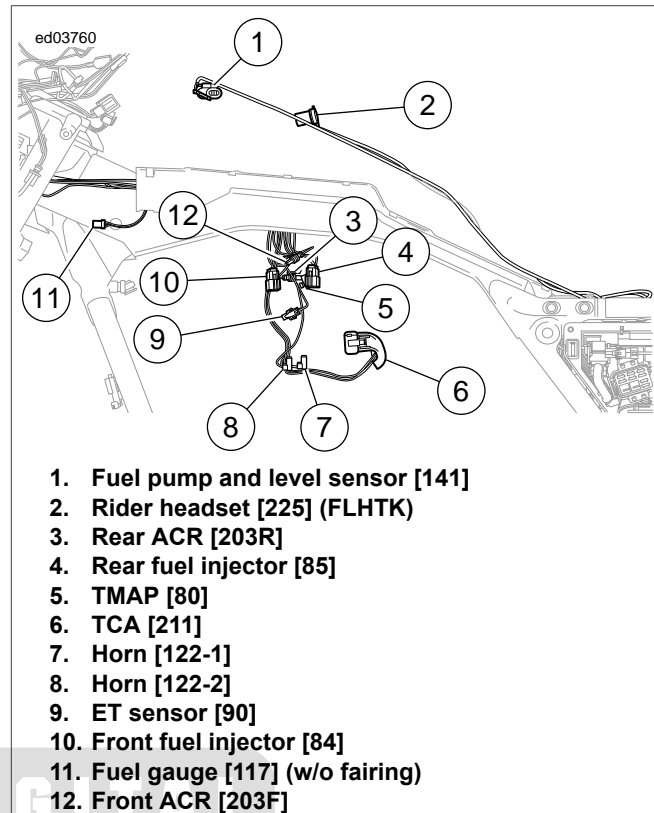 ed03760
1
2
12
3
4
10
11
5
9
6
8
7
1. Fuel pump and level sensor [141]
2. Rider headset [225] (FLHTK)
3. Rear ACR [203R]
4. Rear fuel injector [85]
5. TMAP [80]
6. TCA [211]
7. Horn [122-1]
8. Horn [122-2]
9. ET sensor [90]
10. Front fuel injector [84]
11. Fuel gauge [117] (w/o fairing)
12. Front ACR [203F]